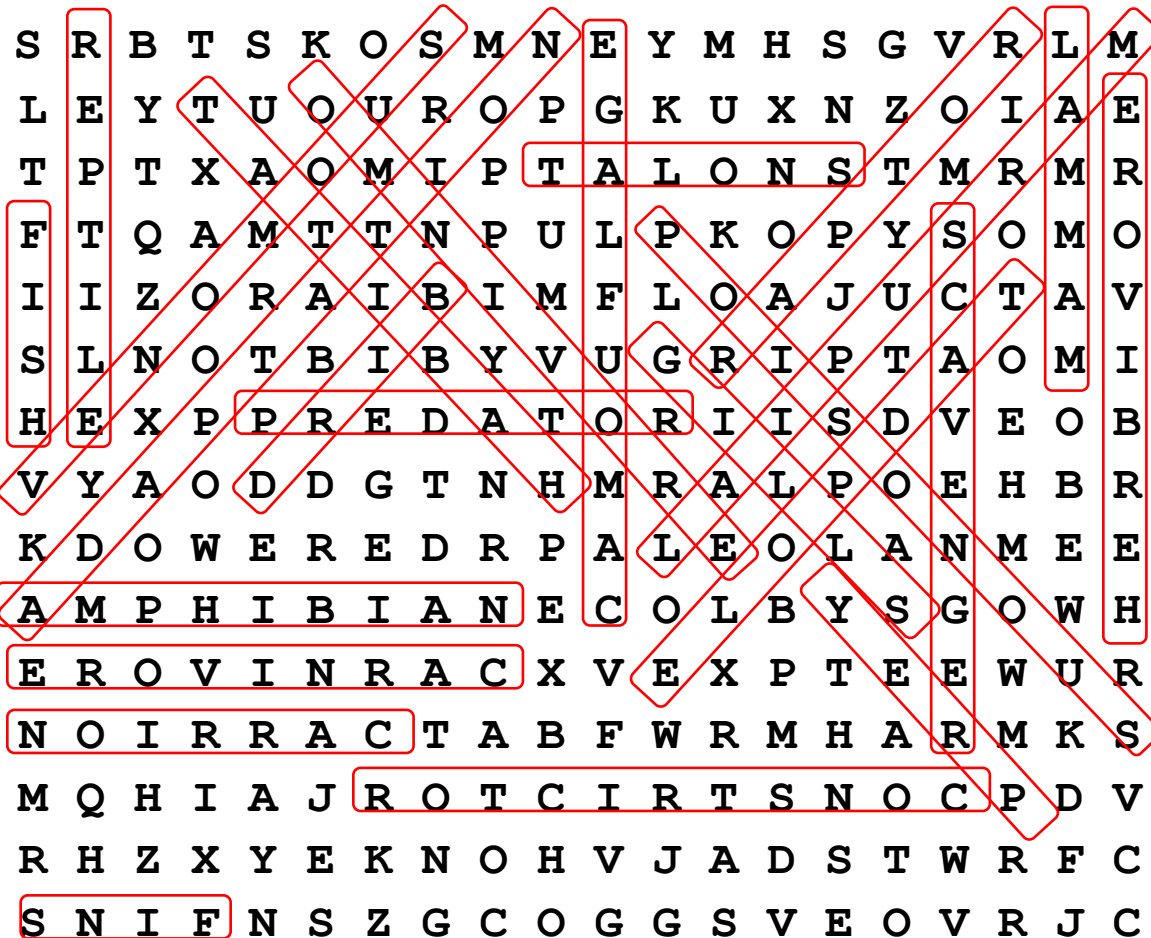 S R B T S K O S M N E Y M H S G V R L M
L E Y T U O U R O P G K U X N Z O I A E
T P T X A O M I P T A L O N S T M R M R
F T Q A M T T N P U L P K O P Y S O M O
I I Z O R A I B I M F L O A J U C T A V
S L N O T B I B Y V U G R I P T A O M I
H E X P P R E D A T O R I I S D V E O B
V Y A O D D G T N H M R A L P O E H B R
K D O W E R E D R P A L E O L A N M E E
A M P H I B I A N E C O L B Y S G O W H
E R O V I N R A C X V E X P T E E W U R
N O I R R A C T A B F W R M H A R M K S
M Q H I A J R O T C I R T S N O C P D V
R H Z X Y E K N O H V J A D S T W R F C
S N I F N S Z G C O G G S V E O V R J C